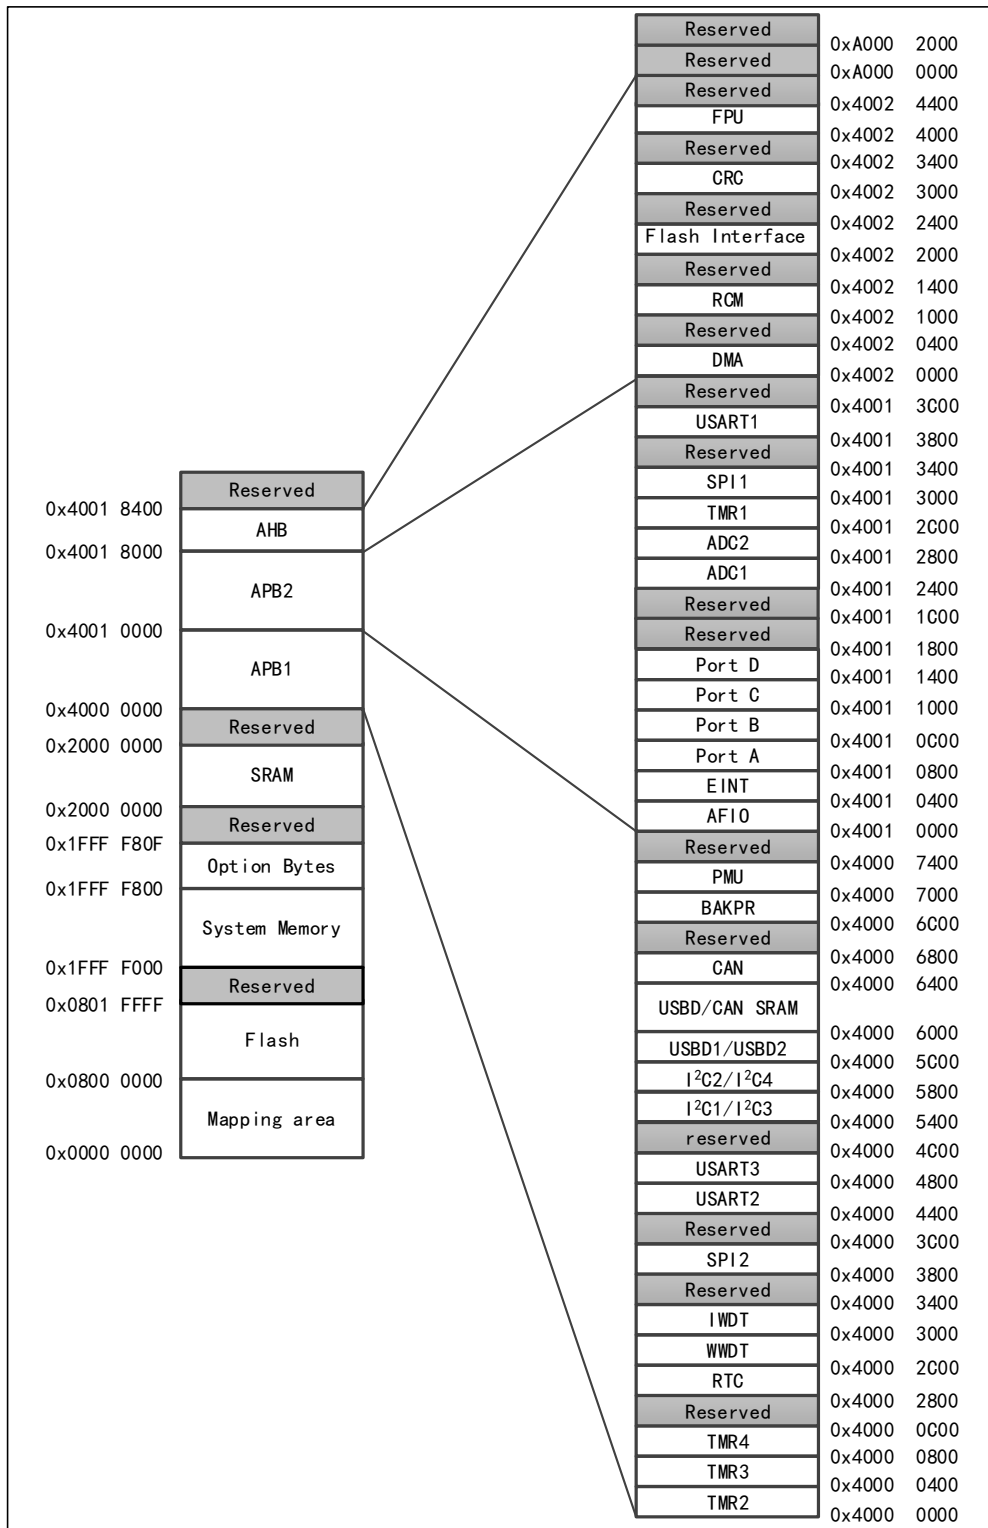 Reserved
0xA000 2000
Reserved
0xA000 0000
Reserved
0x4002 4400
FPU
0x4002 4000
Reserved
0x4002 3400
CRC
0x4002 3000
Reserved
0x4002 2400
Flash Interface
0x4002 2000
Reserved
0x4002 1400
RCM
0x4002 1000
Reserved
0x4002 0400
DMA
0x4002 0000
Reserved
0x4001 3C00
USART1
0x4001 3800
Reserved
0x4001 3400
SPI1
0x4001 3000
TMR1
0x4001 2C00
ADC2
0x4001 2800
ADC1
0x4001 2400
Reserved
0x4001 1C00
Reserved
0x4001 1800
Port D
0x4001 1400
Port C
0x4001 1000
Port B
0x4001 0C00
Port A
0x4001 0800
EINT
0x4001 0400
AFIO
0x4001 0000
Reserved
0x4000 7400
PMU
0x4000 7000
BAKPR
0x4000 6C00
Reserved
0x4000 6800
CAN
0x4000 6400
USBD/CAN SRAM
0x4000 6000
USBD1/USBD2
0x4000 5C00
I²C2/I²C4
0x4000 5800
I²C1/I²C3
0x4000 5400
reserved
0x4000 4C00
USART3
0x4000 4800
USART2
0x4000 4400
Reserved
0x4000 3C00
SPI2
0x4000 3800
Reserved
0x4000 3400
IWDT
0x4000 3000
WWDT
0x4000 2C00
RTC
0x4000 2800
Reserved
0x4000 0C00
TMR4
0x4000 0800
TMR3
0x4000 0400
TMR2
0x4000 0000
Reserved
0x4001 8400
AHB
0x4001 8000
APB2
0x4001 0000
APB1
0x4000 0000
Reserved
0x2000 0000
SRAM
0x2000 0000
Reserved
0x1FFF F80F
Option Bytes
0x1FFF F800
System Memory
0x1FFF F000
Reserved
0x0801 FFFF
Flash
0x0800 0000
Mapping area
0x0000 0000